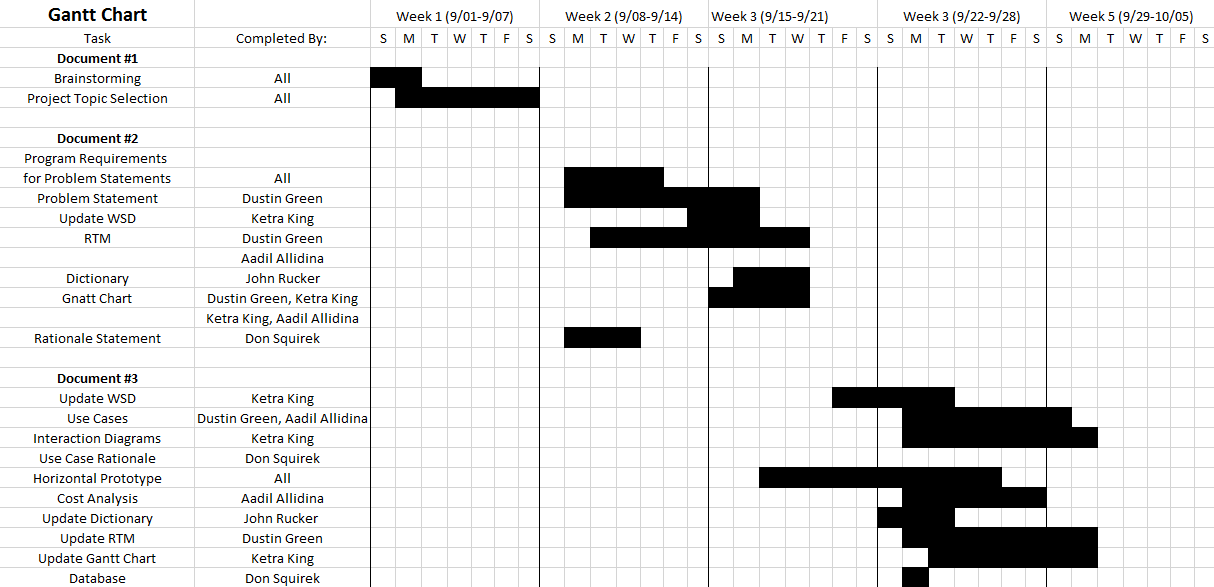 Gantt Chart Week 1 (9/01-9/07) Week 2 (9/08-9/14) Week 3 (9/15-9/21) Week 3 (9/22-9/28) Week 5 (9/29-10/05)
Task Completed By: S M T W T F S S M T W T F S S M T W T F S S M T W T F S S M T W T F S
Document #1
Brainstorming All
Project Topic Selection All
Document #2
Program Requirements
for Problem Statements All
Problem Statement Dustin Green
Update WSD Ketra King
RTM Dustin Green
Aadil Allidina
Dictionary John Rucker
Gnatt Chart Dustin Green, Ketra King
Ketra King, Aadil Allidina
Rationale Statement Don Squirek
Document #3
Update WSD Ketra King
Use Cases Dustin Green, Aadil Allidina
Interaction Diagrams Ketra King
Use Case Rationale Don Squirek
Horizontal Prototype All
Cost Analysis Aadil Allidina
Update Dictionary John Rucker
Update RTM Dustin Green
Update Gantt Chart Ketra King
Database Don Squirek